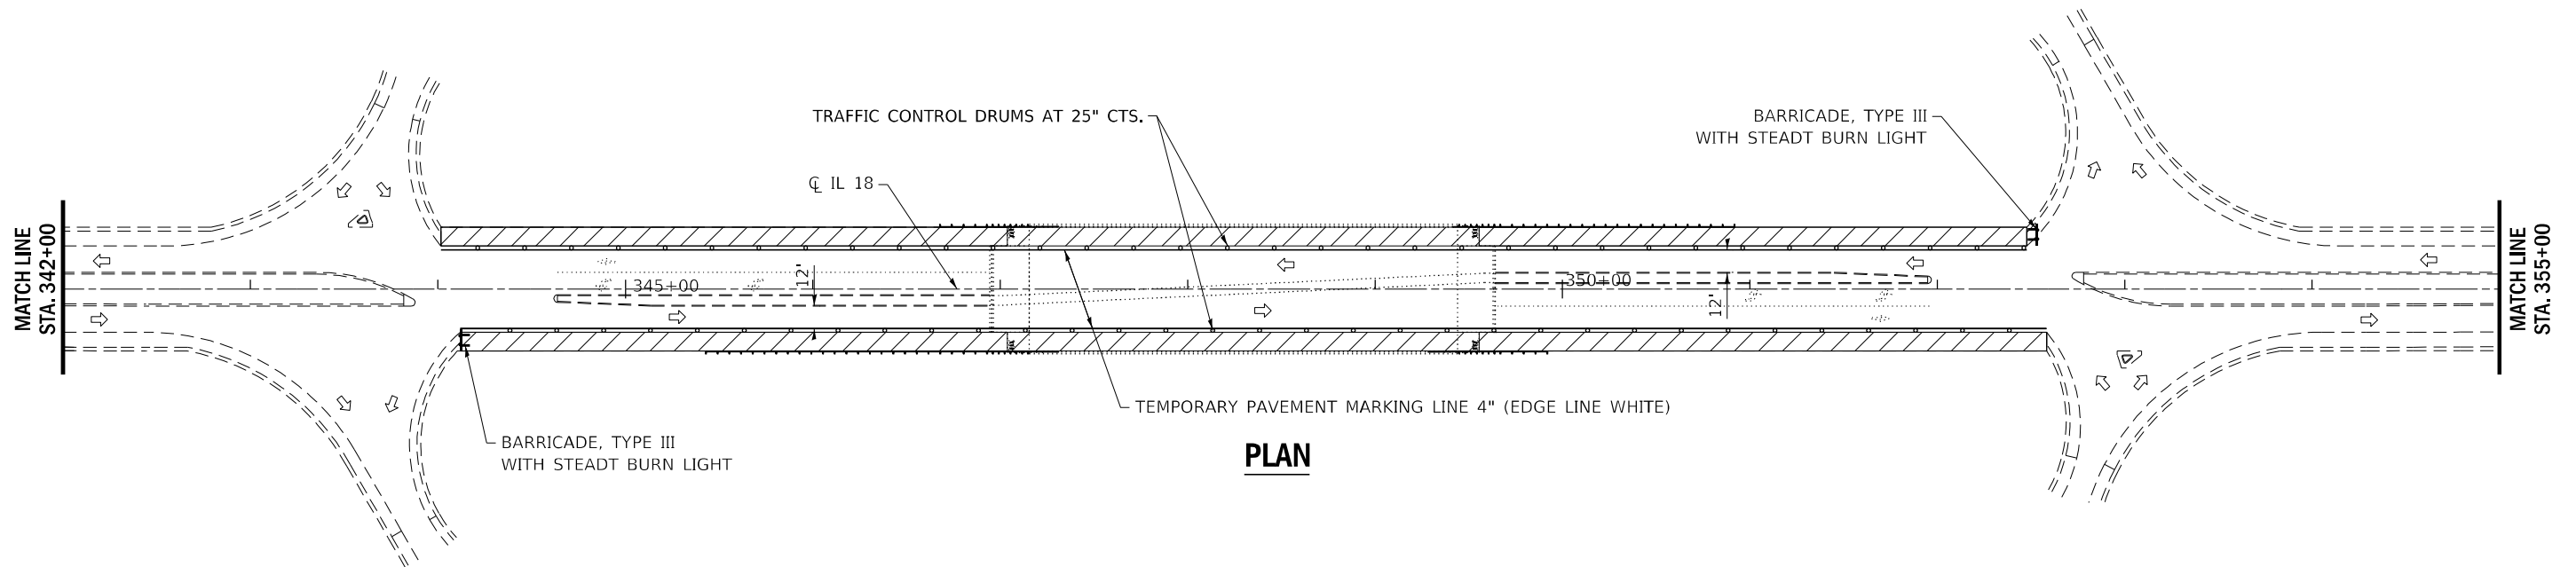 TRAFFIC CONTROL DRUMS AT 25" CTS.
BARRICADE, TYPE III
WITH STEADT BURN LIGHT
℄ IL 18
MATCH LINE
STA. 342+00
MATCH LINE
STA. 355+00
12'
345+00
350+00
12'
TEMPORARY PAVEMENT MARKING LINE 4" (EDGE LINE WHITE)
BARRICADE, TYPE III
WITH STEADT BURN LIGHT
PLAN